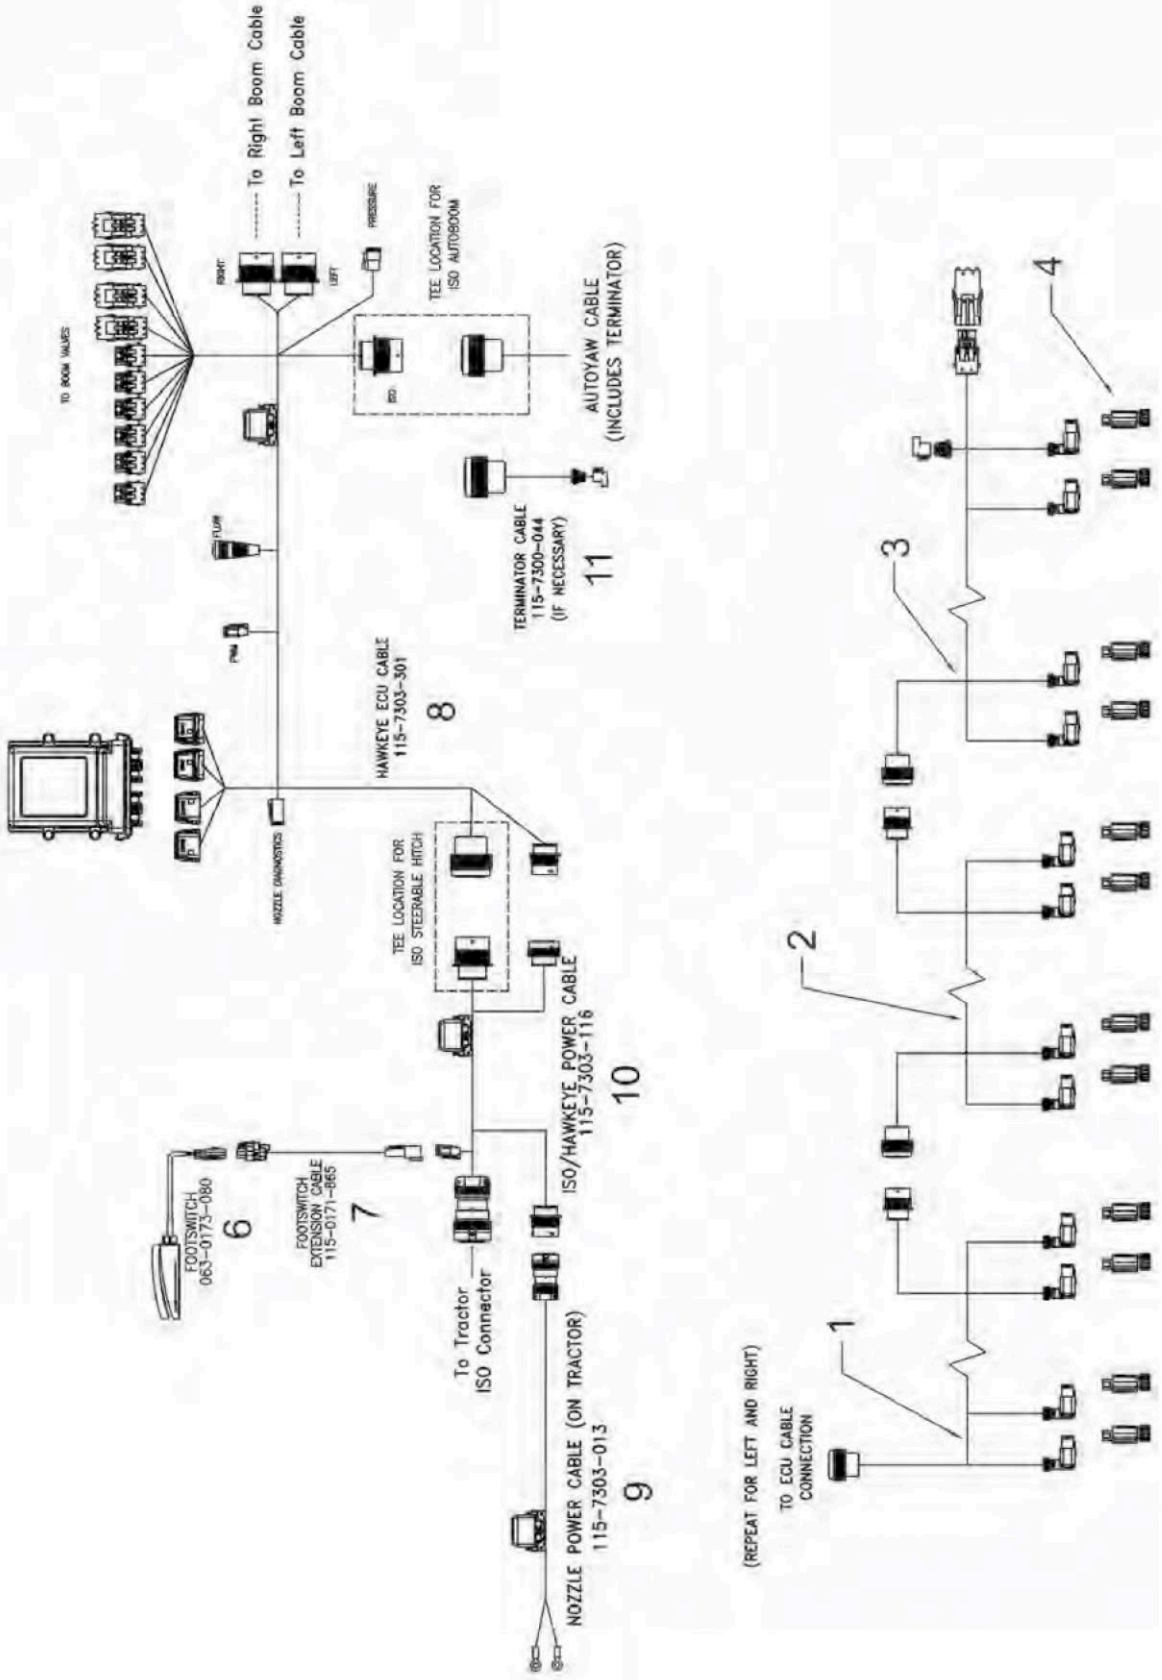 TO BOOM VALVES
To Right Boom Cable
To Left Boom Cable
RIGHT
LEFT
PRESSURE
TEE LOCATION FOR
ISO AUTOBOOM
ISO
AUTOYAW CABLE
(INCLUDES TERMINATOR)
FLOW
PWM
TERMINATOR CABLE
115-7300-044
(IF NECESSARY)
11
HAWKEYE ECU CABLE
115-7303-301
8
NOZZLE DIAGNOSTICS
TEE LOCATION FOR
ISO STEERABLE HITCH
ISO/HAWKEYE POWER CABLE
115-7303-116
10
FOOTSWITCH
063-0173-080
6
FOOTSWITCH
EXTENSION CABLE
115-0171-865
7
To Tractor
ISO Connector
NOZZLE POWER CABLE (ON TRACTOR)
115-7303-013
9
(REPEAT FOR LEFT AND RIGHT)
TO ECU CABLE
CONNECTION
1
2
3
4